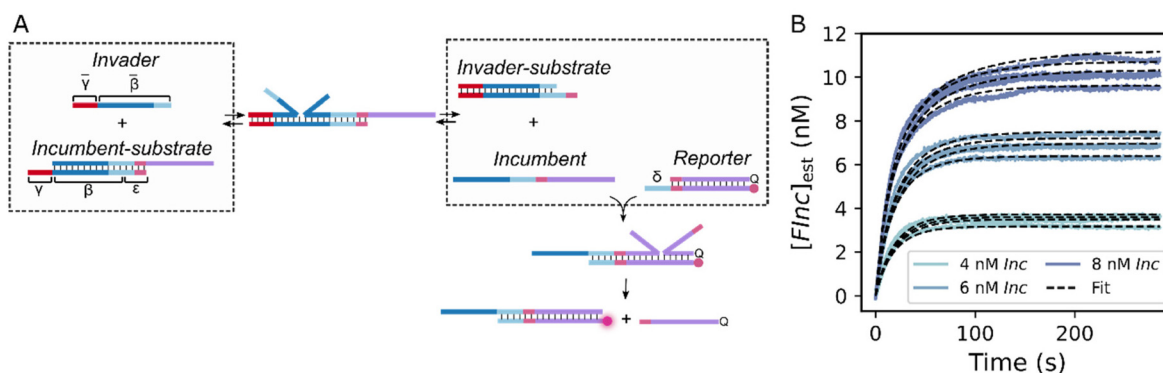 A
Invader
γ̄
β̄
+
Incumbent-substrate
γ
β
ε
Invader-substrate
+
Incumbent
Reporter
δ
Q
Q
+
Q
B
[FInc]est (nM)
12
10
8
6
4
2
0
4 nM Inc
6 nM Inc
8 nM Inc
Fit
0
100
200
Time (s)